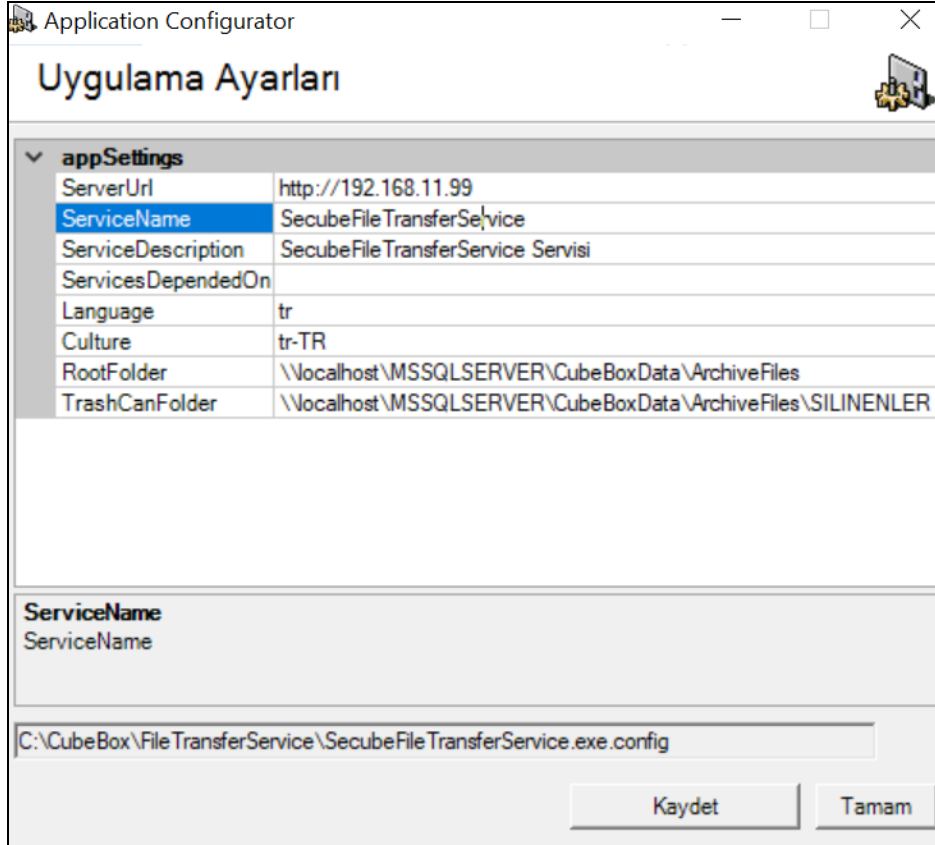 Application Configurator
Uygulama Ayarları
appSettings
ServerUrl http://192.168.11.99
ServiceName SecubeFileTransferService
ServiceDescription SecubeFileTransferService Servisi
ServicesDependedOn
Language tr
Culture tr-TR
RootFolder \\localhost\MSSQLSERVER\CubeBoxData\ArchiveFiles
TrashCanFolder \\localhost\MSSQLSERVER\CubeBoxData\ArchiveFiles\SILINENLER
ServiceName
ServiceName
C:\CubeBox\FileTransferService\SecubeFileTransferService.exe.config
Kaydet Tamam